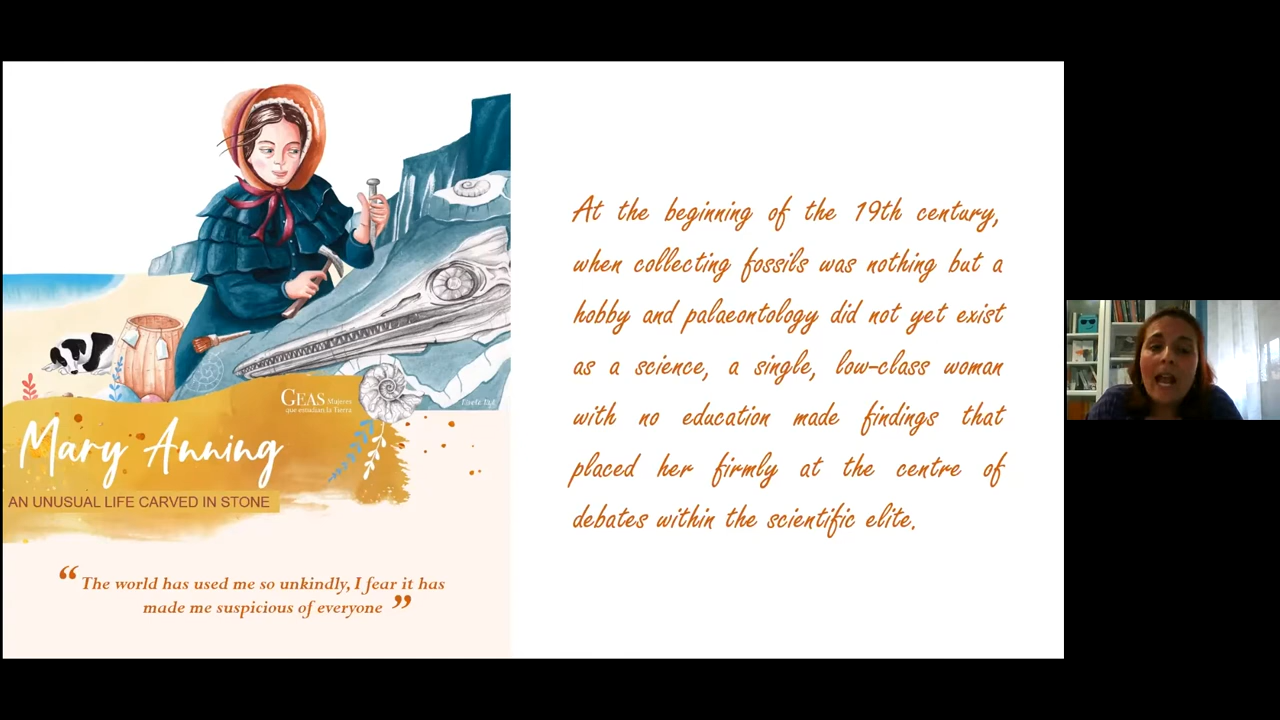 GEAS Mujeres
que estudian la Tierra
Mary Anning
AN UNUSUAL LIFE CARVED IN STONE
“ The world has used me so unkindly, I fear it has
made me suspicious of everyone ”
At the beginning of the 19th century,
when collecting fossils was nothing but a
hobby and palaeontology did not yet exist
as a science, a single, low-class woman
with no education made findings that
placed her firmly at the centre of
debates within the scientific elite.